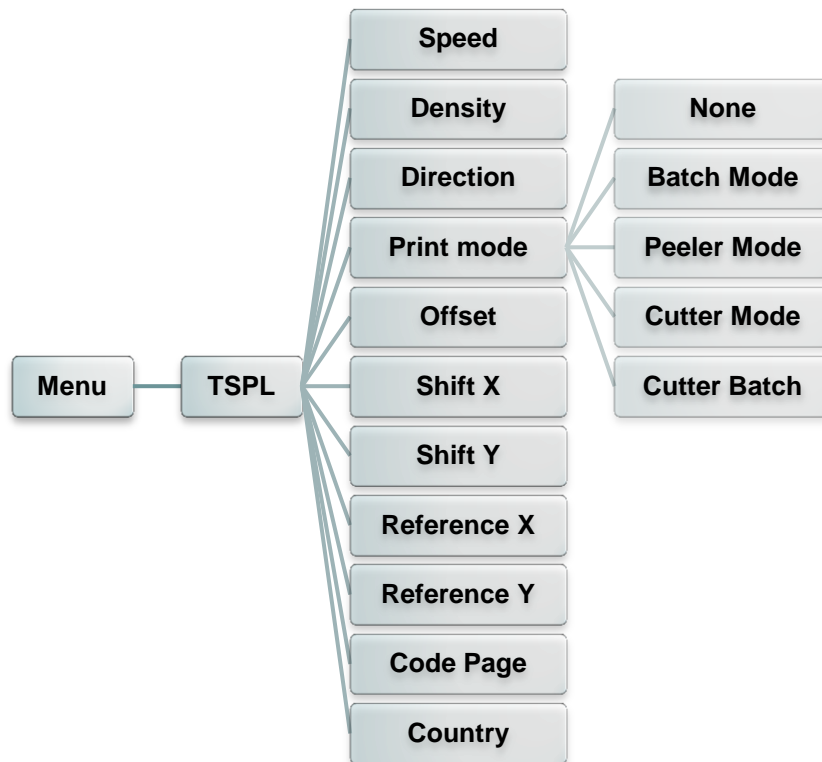 Menu
TSPL
Speed
Density
Direction
Print mode
Offset
Shift X
Shift Y
Reference X
Reference Y
Code Page
Country
None
Batch Mode
Peeler Mode
Cutter Mode
Cutter Batch